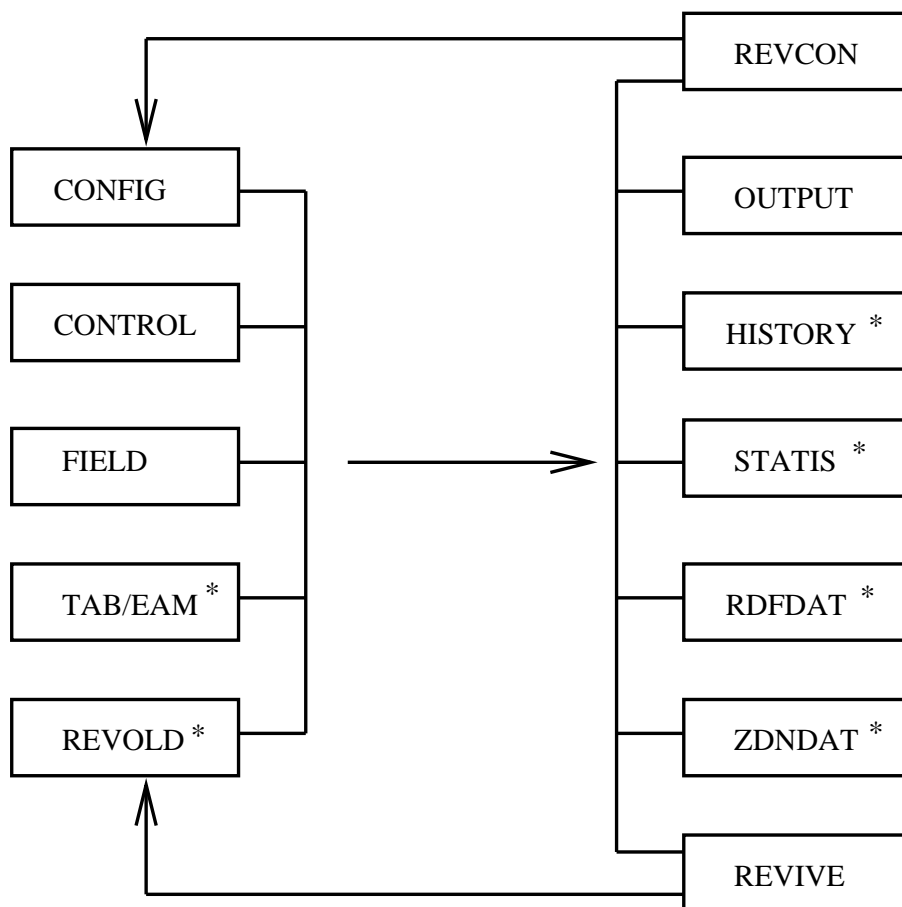 REVCON
CONFIG
OUTPUT
CONTROL
HISTORY *
FIELD
STATIS *
TAB/EAM *
RDFDAT *
REVOLD *
ZDNDAT *
REVIVE